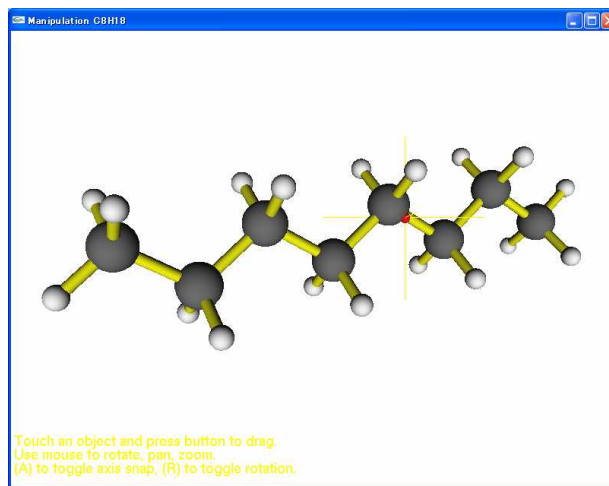 Manipulation C8H18
Touch an object and press button to drag.
Use mouse to rotate, pan, zoom.
(A) to toggle axis snap, (R) to toggle rotation.